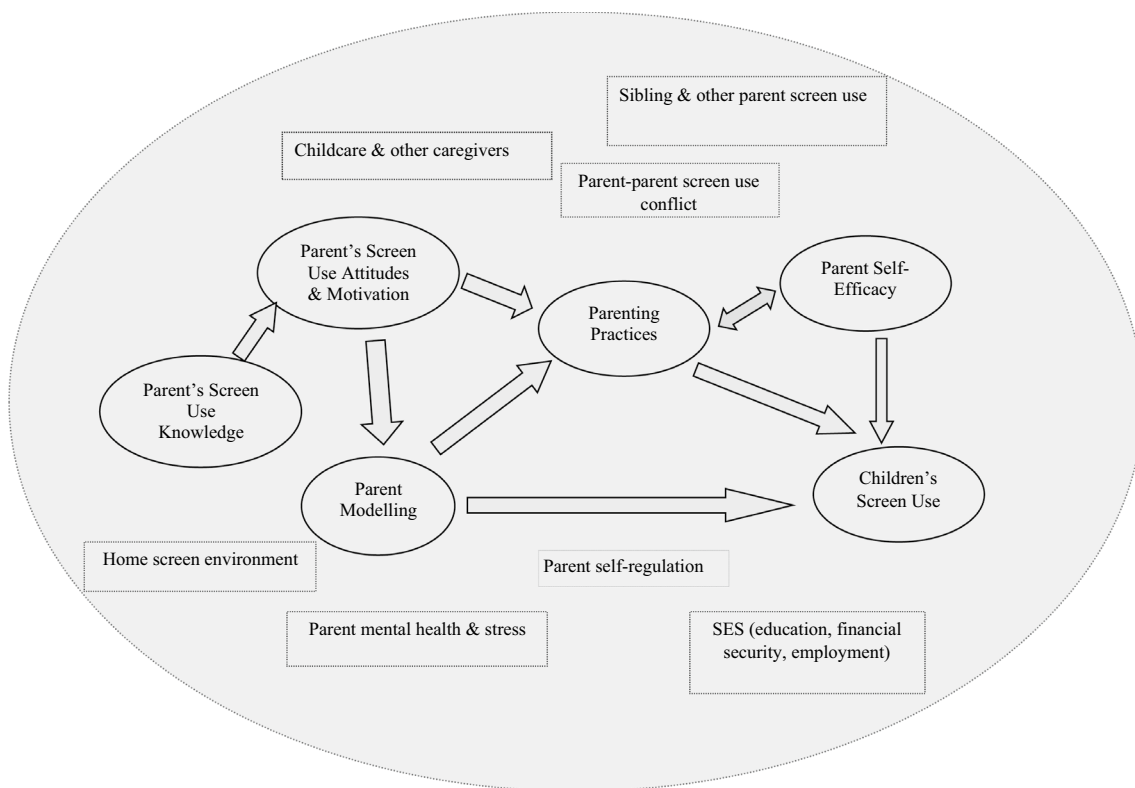 Sibling & other parent screen use
Childcare & other caregivers
Parent-parent screen use
conflict
Parent’s Screen
Use Attitudes
& Motivation
Parent Self-
Efficacy
Parenting
Practices
Parent’s Screen
Use
Knowledge
Parent
Modelling
Children’s
Screen Use
Home screen environment
Parent self-regulation
Parent mental health & stress
SES (education, financial
security, employment)